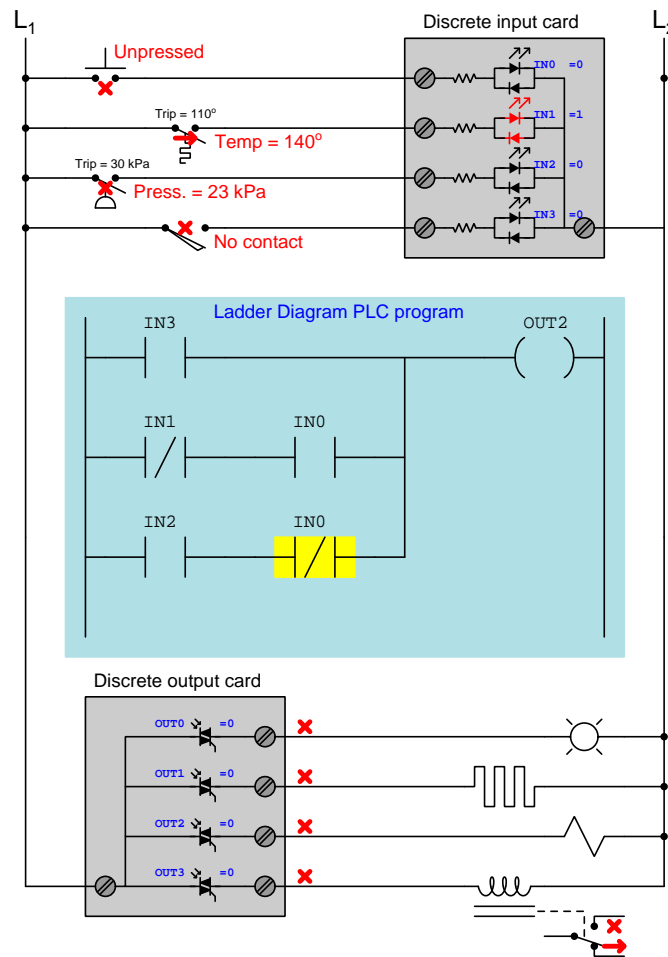 L1
Discrete input card
L2
Unpressed
IN0 =0
Trip = 110o
IN1 =1
Temp = 140o
Trip = 30 kPa
IN2 =0
Press. = 23 kPa
IN3 =0
No contact
Ladder Diagram PLC program
IN3
OUT2
IN1
IN0
IN2
IN0
Discrete output card
OUT0 =0
OUT1 =0
OUT2 =0
OUT3 =0